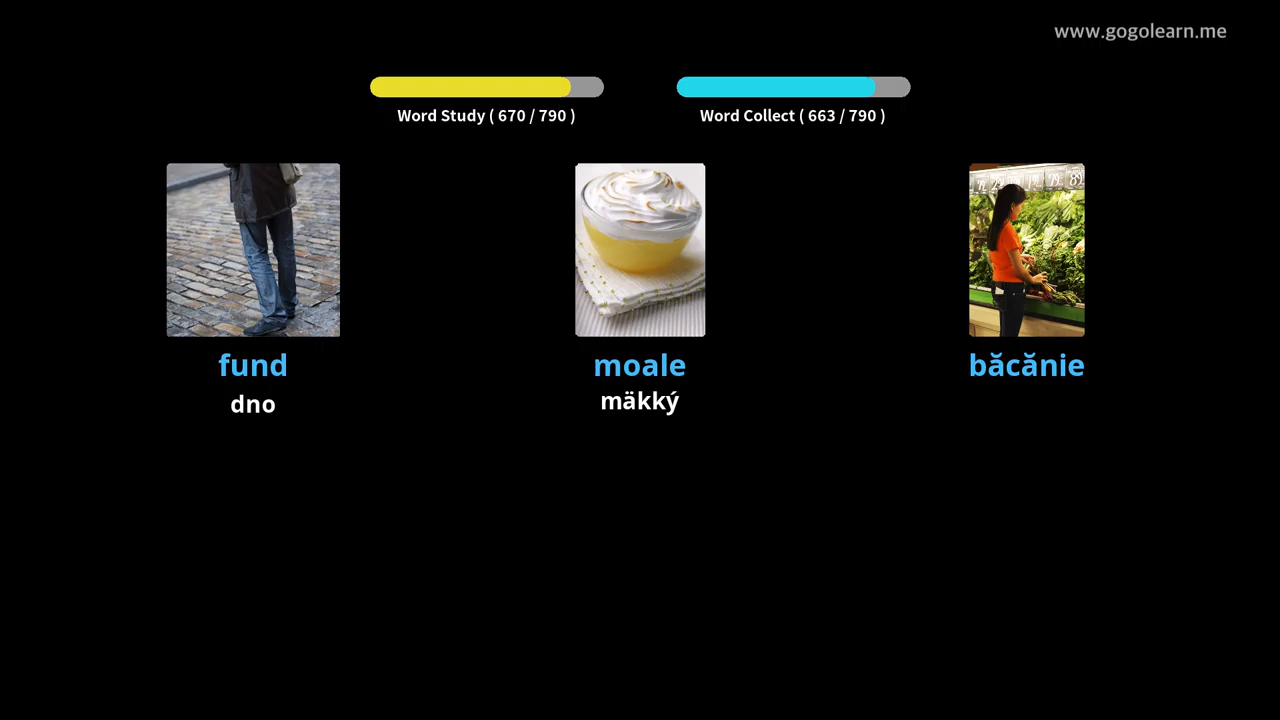 www.gogolearn.me
Word Study ( 670 / 790 )
Word Collect ( 663 / 790 )
fund
dno
moale
mäkký
băcănie